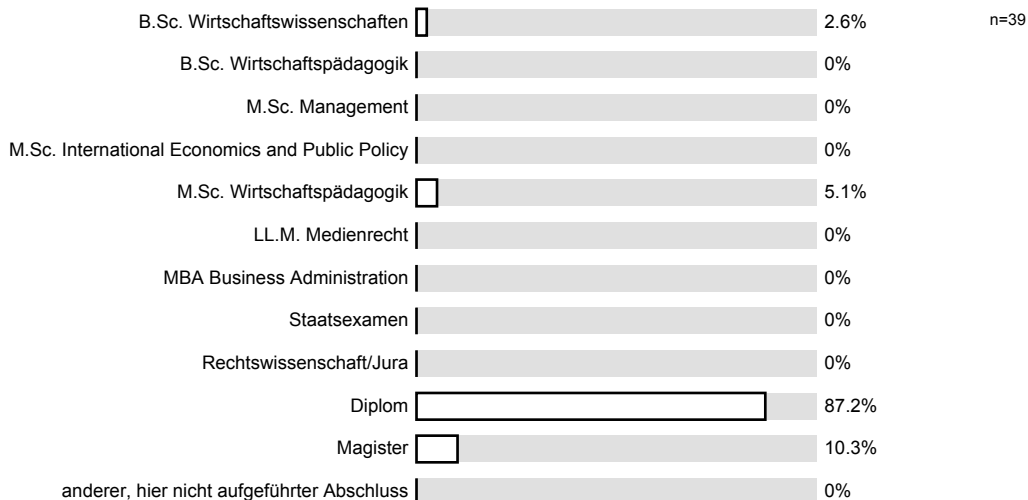 B.Sc. Wirtschaftswissenschaften 2.6% n=39
B.Sc. Wirtschaftspädagogik 0%
M.Sc. Management 0%
M.Sc. International Economics and Public Policy 0%
M.Sc. Wirtschaftspädagogik 5.1%
LL.M. Medienrecht 0%
MBA Business Administration 0%
Staatsexamen 0%
Rechtswissenschaft/Jura 0%
Diplom 87.2%
Magister 10.3%
anderer, hier nicht aufgeführter Abschluss 0%